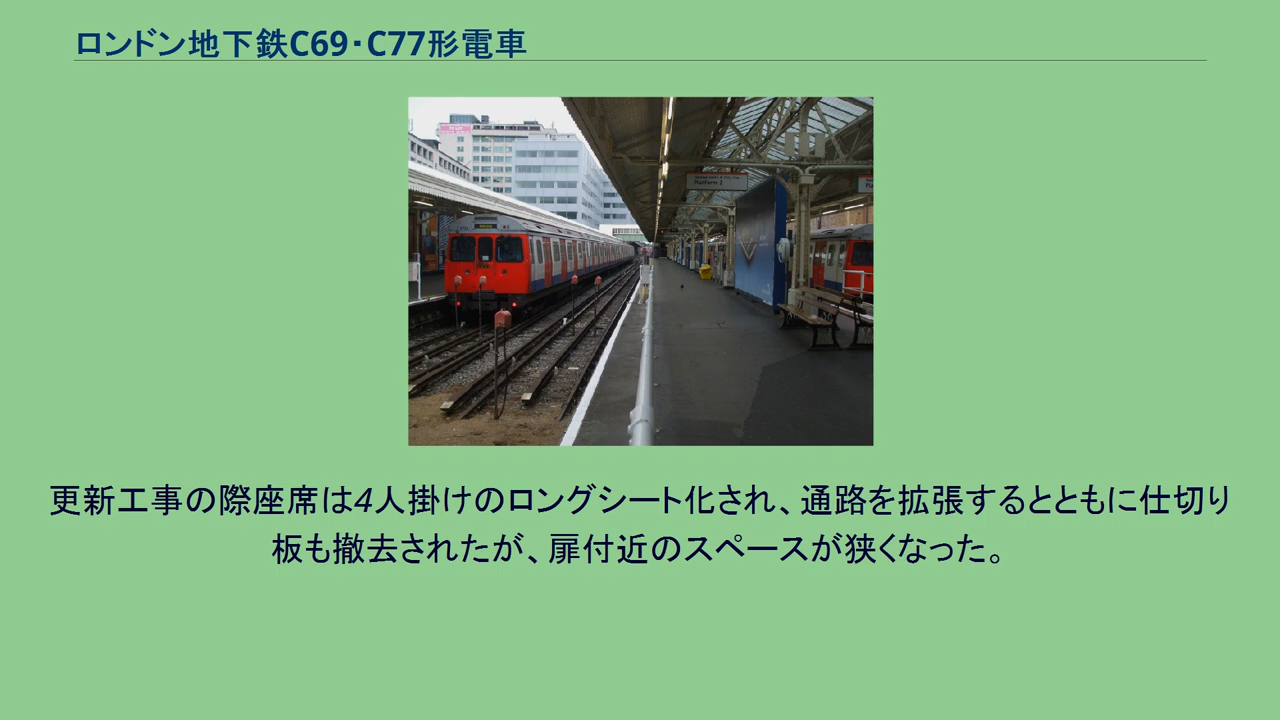 ロンドン地下鉄C69・C77形電車
Platform 2
更新工事の際座席は4人掛けのロングシート化され、通路を拡張するとともに仕切り
板も撤去されたが、扉付近のスペースが狭くなった。